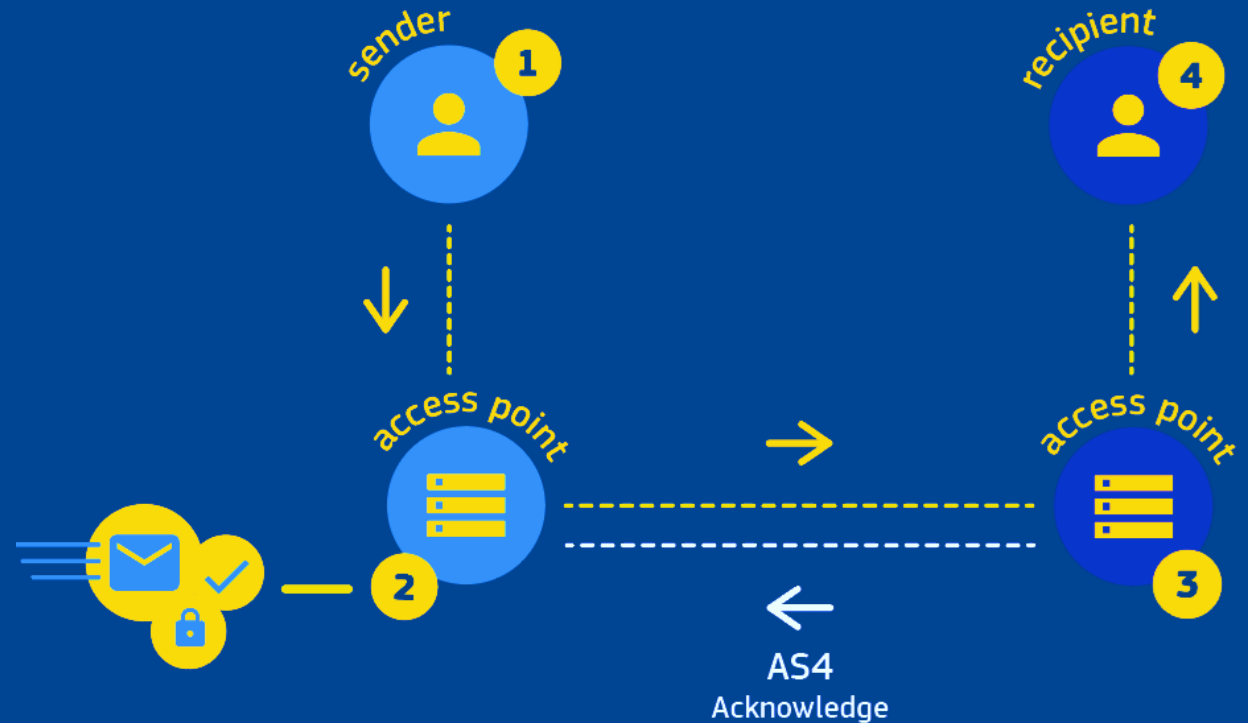 sender
1
recipient
4
access point
2
access point
3
AS4
Acknowledge